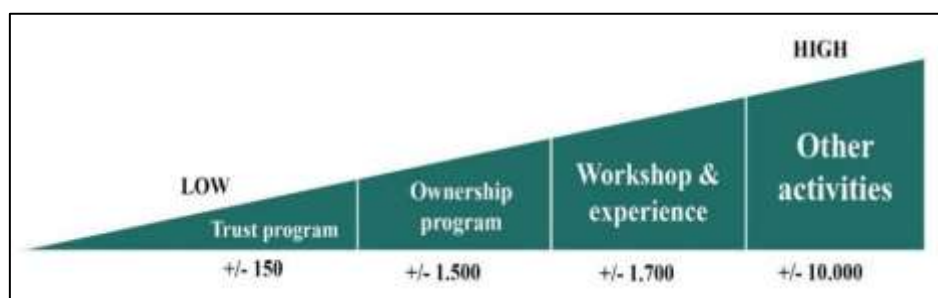 HIGH
LOW
Trust program
Ownership
program
Workshop &
experience
Other
activities
+/- 150
+/- 1.500
+/- 1.700
+/- 10.000